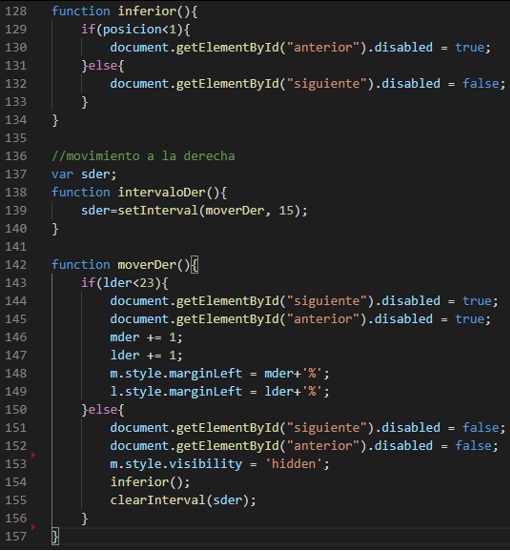 128 function inferior(){
129     if(posicion<1){
130         document.getElementById("anterior").disabled = true;
131     }else{
132         document.getElementById("siguiente").disabled = false;
133     }
134 }
135
136 //movimiento a la derecha
137 var sder;
138 function intervaloDer(){
139     sder=setInterval(moverDer, 15);
140 }
141
142 function moverDer(){
143     if(lder<23){
144         document.getElementById("siguiente").disabled = true;
145         document.getElementById("anterior").disabled = true;
146         mder += 1;
147         lder += 1;
148         m.style.marginLeft = mder+'%';
149         l.style.marginLeft = lder+'%';
150     }else{
151         document.getElementById("siguiente").disabled = false;
152         document.getElementById("anterior").disabled = false;
153         m.style.visibility = 'hidden';
154         inferior();
155         clearInterval(sder);
156     }
157 }